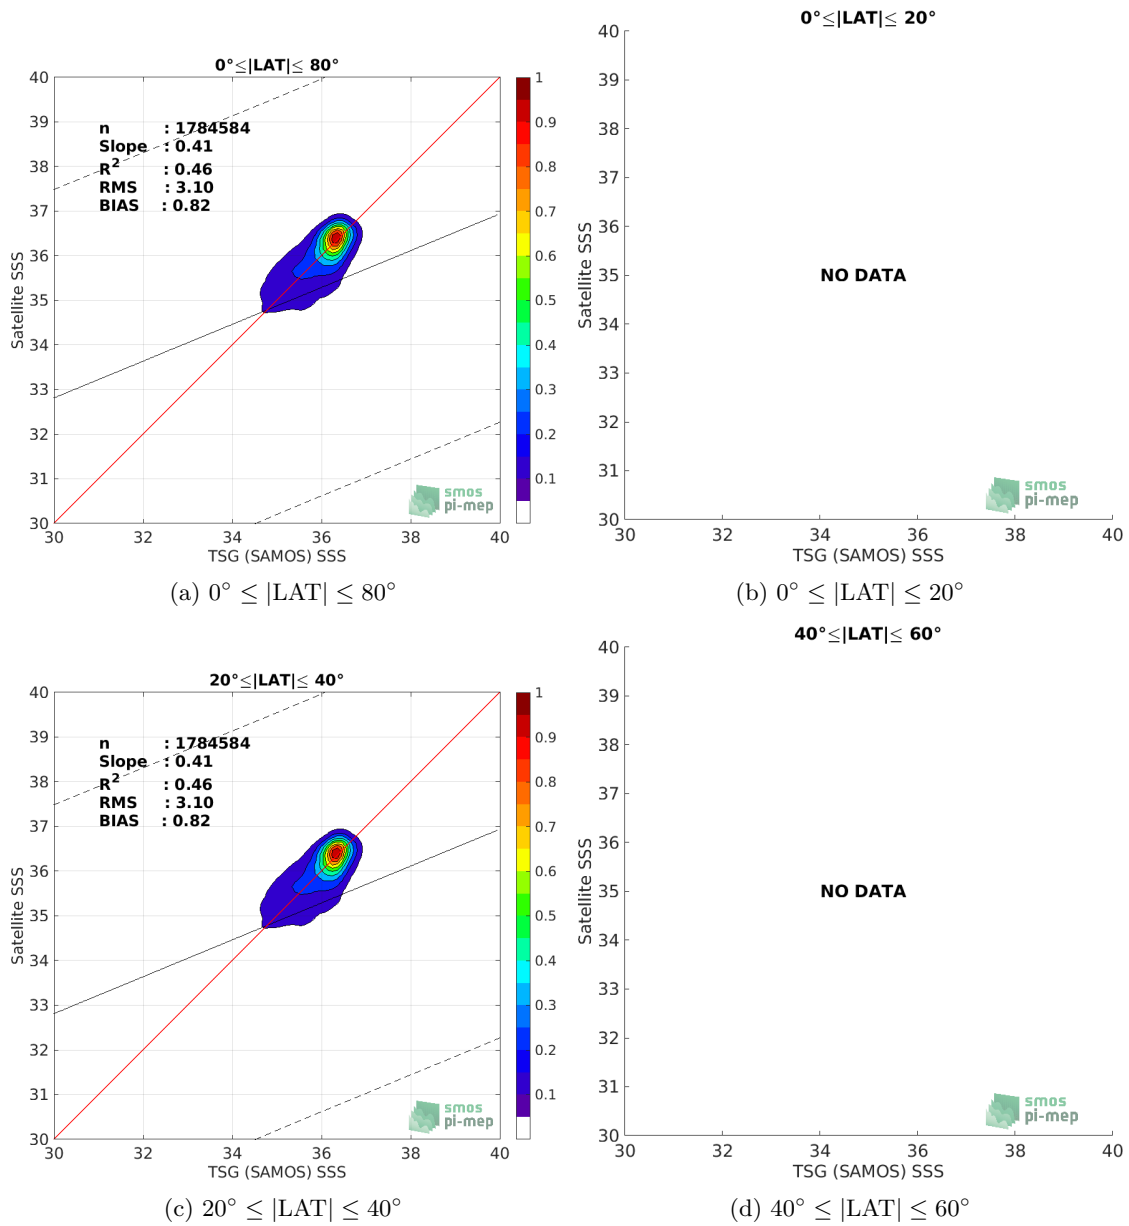 0°≤|LAT|≤ 80°
40
39
38
37
36
35
34
33
32
31
30
Satellite SSS
n : 1784584
Slope : 0.41
R² : 0.46
RMS : 3.10
BIAS : 0.82
smos
pi-mep
30 32 34 36 38 40
TSG (SAMOS) SSS
1
0.9
0.8
0.7
0.6
0.5
0.4
0.3
0.2
0.1
(a) 0° ≤ |LAT| ≤ 80°
0°≤|LAT|≤ 20°
40
39
38
37
36
35
34
33
32
31
30
Satellite SSS
NO DATA
smos
pi-mep
30 32 34 36 38 40
TSG (SAMOS) SSS
(b) 0° ≤ |LAT| ≤ 20°
20°≤|LAT|≤ 40°
40
39
38
37
36
35
34
33
32
31
30
Satellite SSS
n : 1784584
Slope : 0.41
R² : 0.46
RMS : 3.10
BIAS : 0.82
smos
pi-mep
30 32 34 36 38 40
TSG (SAMOS) SSS
1
0.9
0.8
0.7
0.6
0.5
0.4
0.3
0.2
0.1
(c) 20° ≤ |LAT| ≤ 40°
40°≤|LAT|≤ 60°
40
39
38
37
36
35
34
33
32
31
30
Satellite SSS
NO DATA
smos
pi-mep
30 32 34 36 38 40
TSG (SAMOS) SSS
(d) 40° ≤ |LAT| ≤ 60°